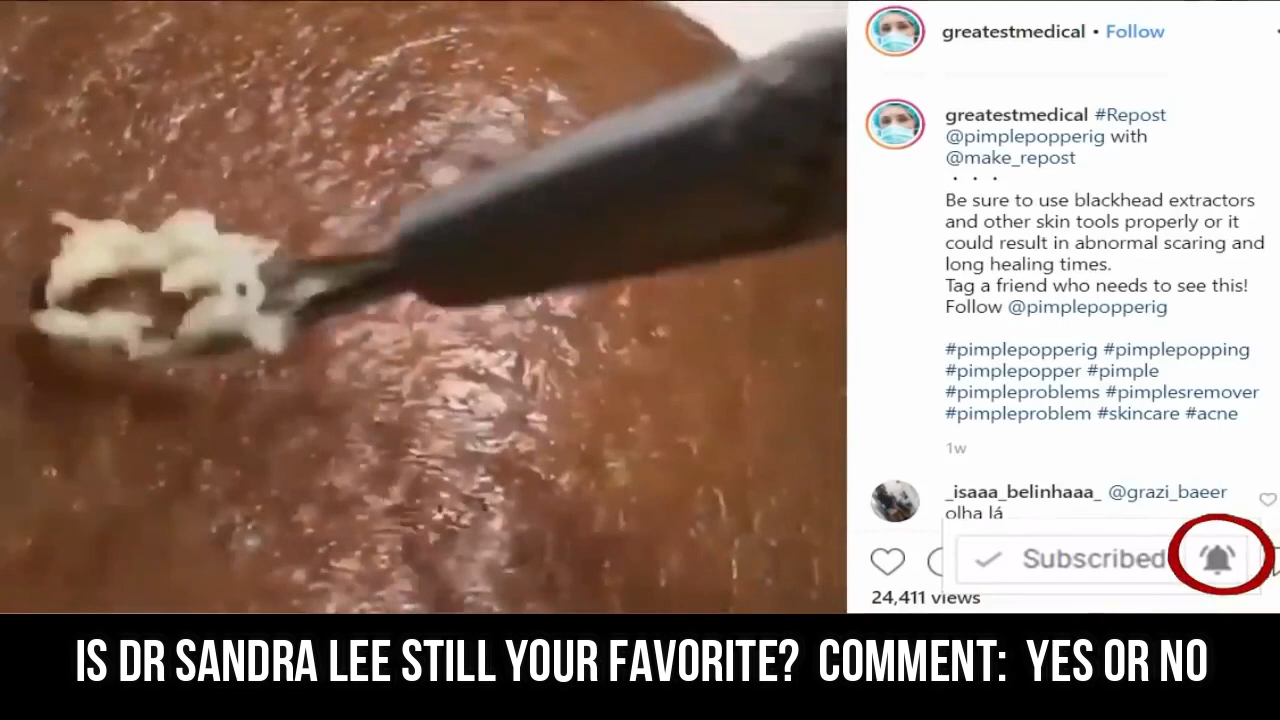 greatestmedical • Follow
greatestmedical #Repost
@pimplepopperig with
@make_repost
. . .
Be sure to use blackhead extractors
and other skin tools properly or it
could result in abnormal scaring and
long healing times.
Tag a friend who needs to see this!
Follow @pimplepopperig
#pimplepopperig #pimplepopping
#pimplepopper #pimple
#pimpleproblems #pimplesremover
#pimpleproblem #skincare #acne
1w
_isaaa_belinhaaa_ @grazi_baeer
olha lá
Subscribed
24,411 views
IS DR SANDRA LEE STILL YOUR FAVORITE? COMMENT: YES OR NO